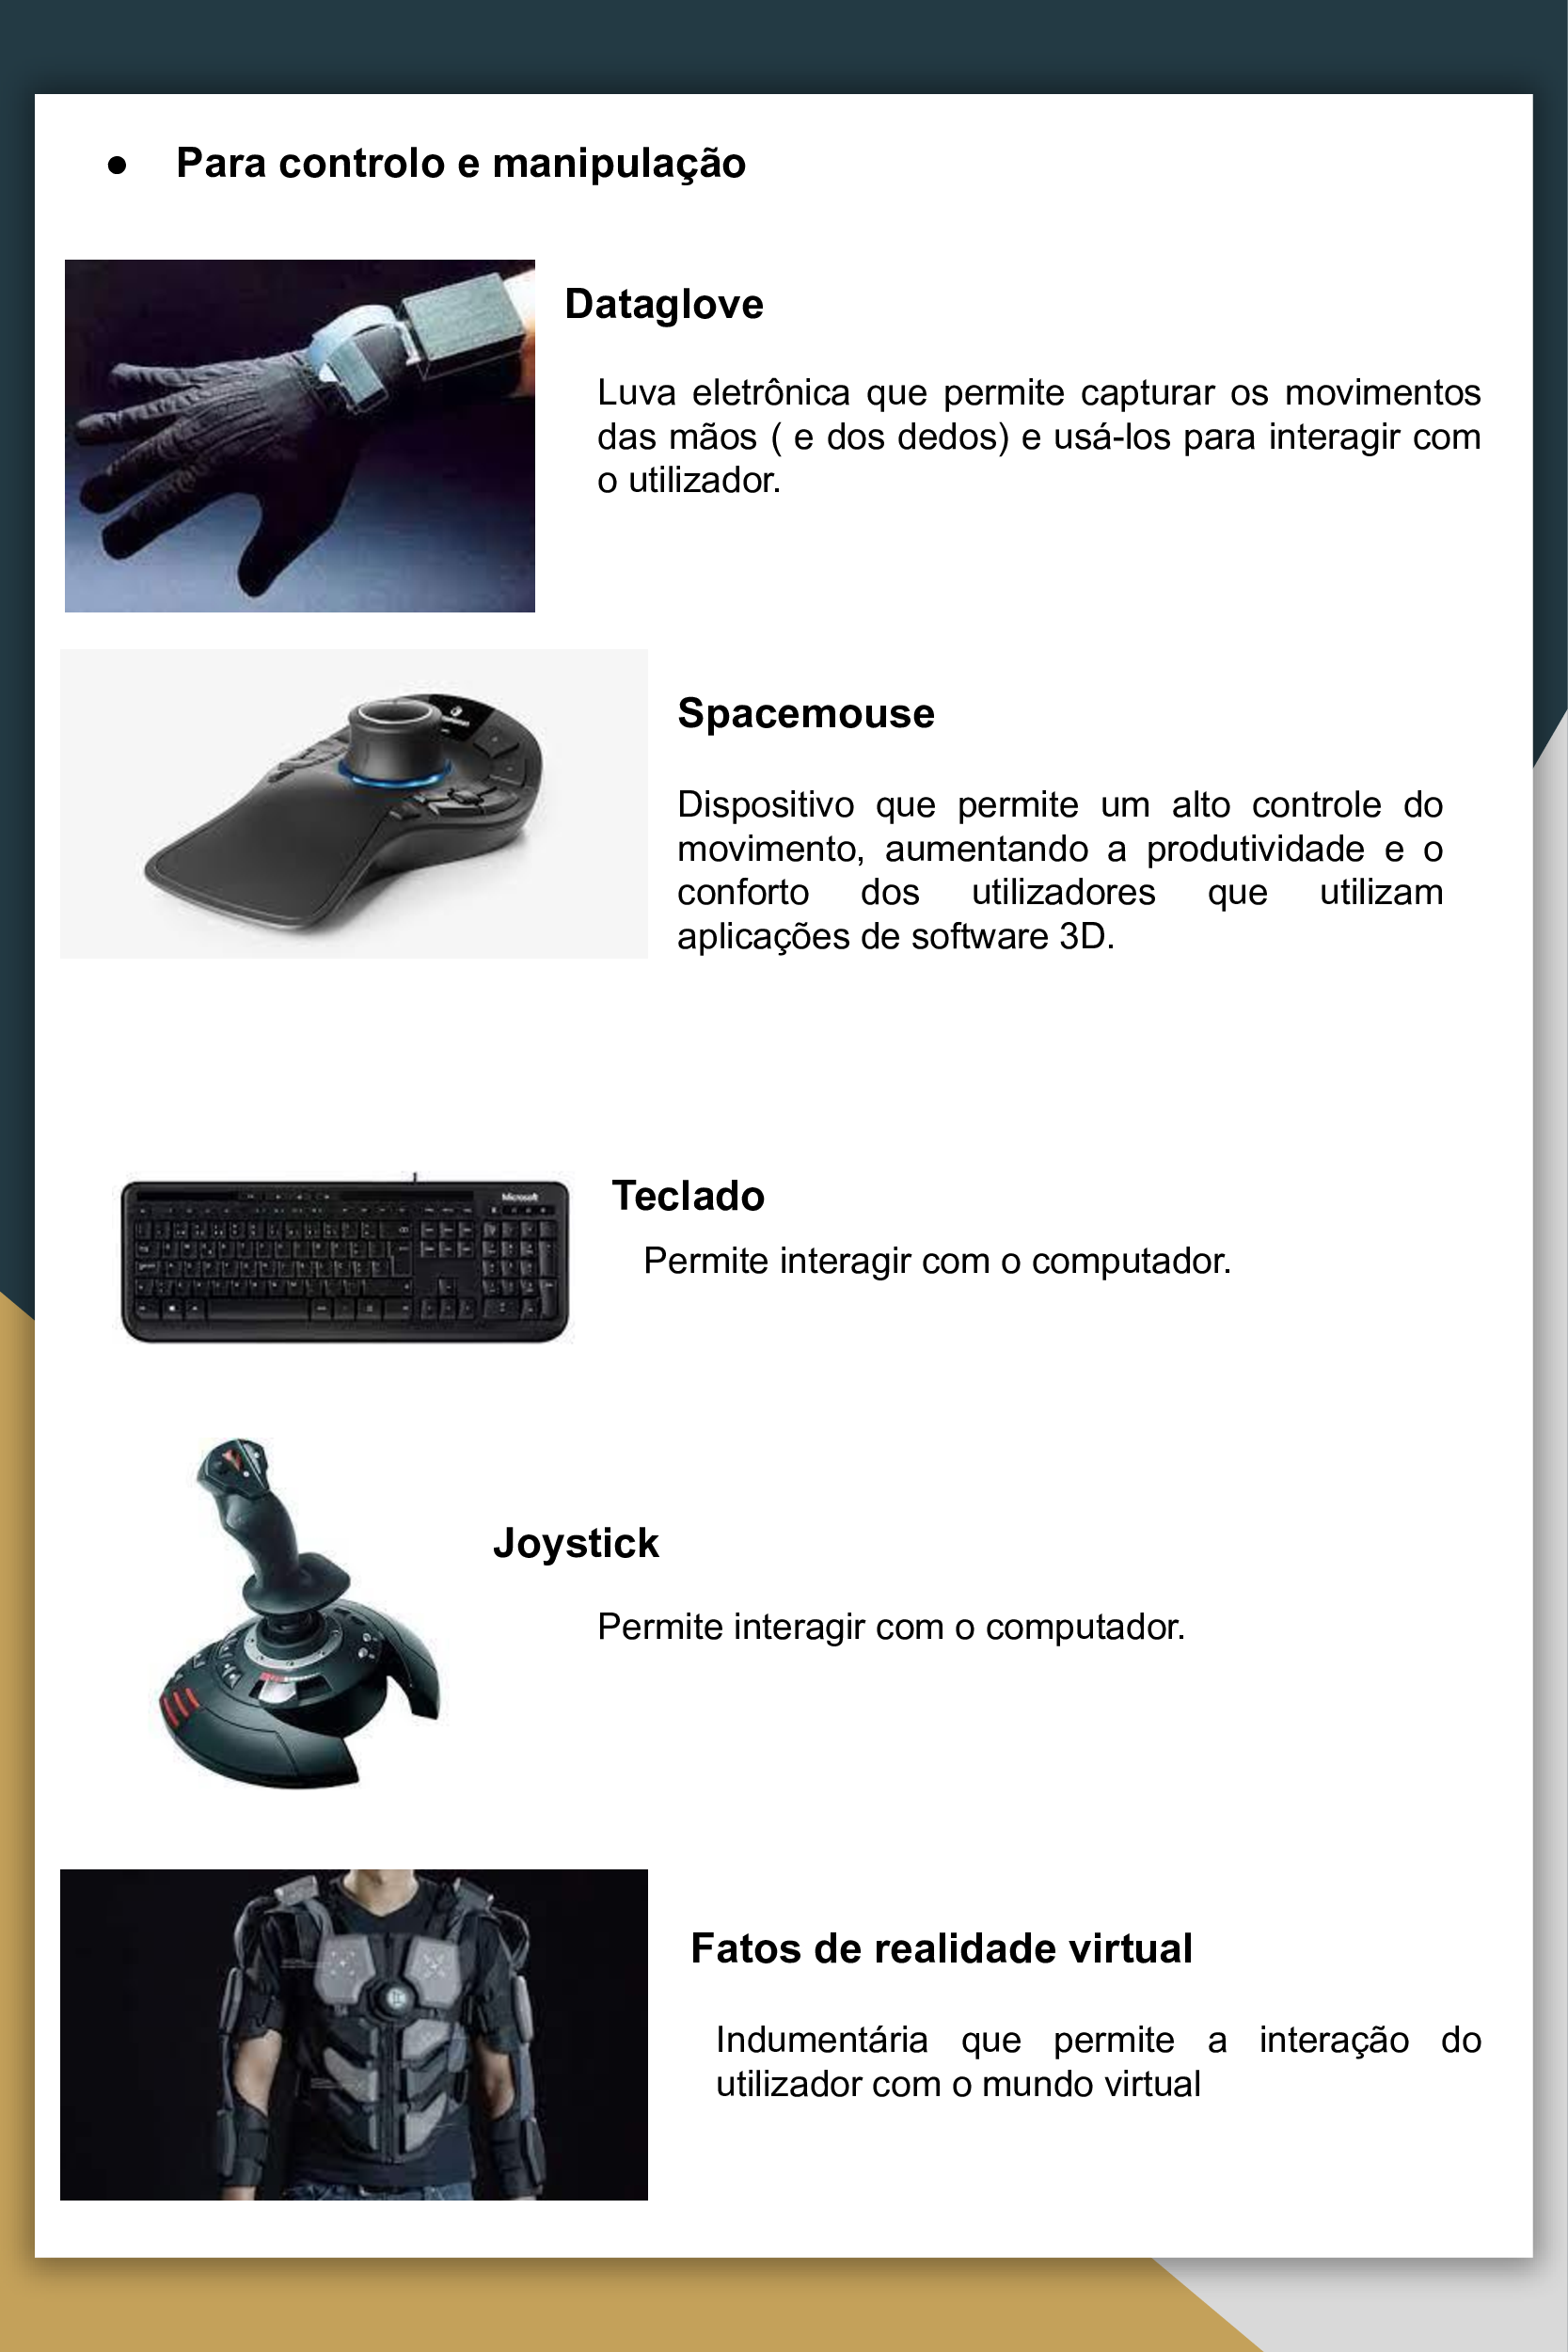 ● Para controlo e manipulação
Dataglove
Luva eletrônica que permite capturar os movimentos
das mãos ( e dos dedos) e usá-los para interagir com
o utilizador.
Spacemouse
Dispositivo que permite um alto controle do
movimento, aumentando a produtividade e o
conforto dos utilizadores que utilizam
aplicações de software 3D.
Microsoft
Teclado
Permite interagir com o computador.
Joystick
Permite interagir com o computador.
Fatos de realidade virtual
Indumentária que permite a interação do
utilizador com o mundo virtual